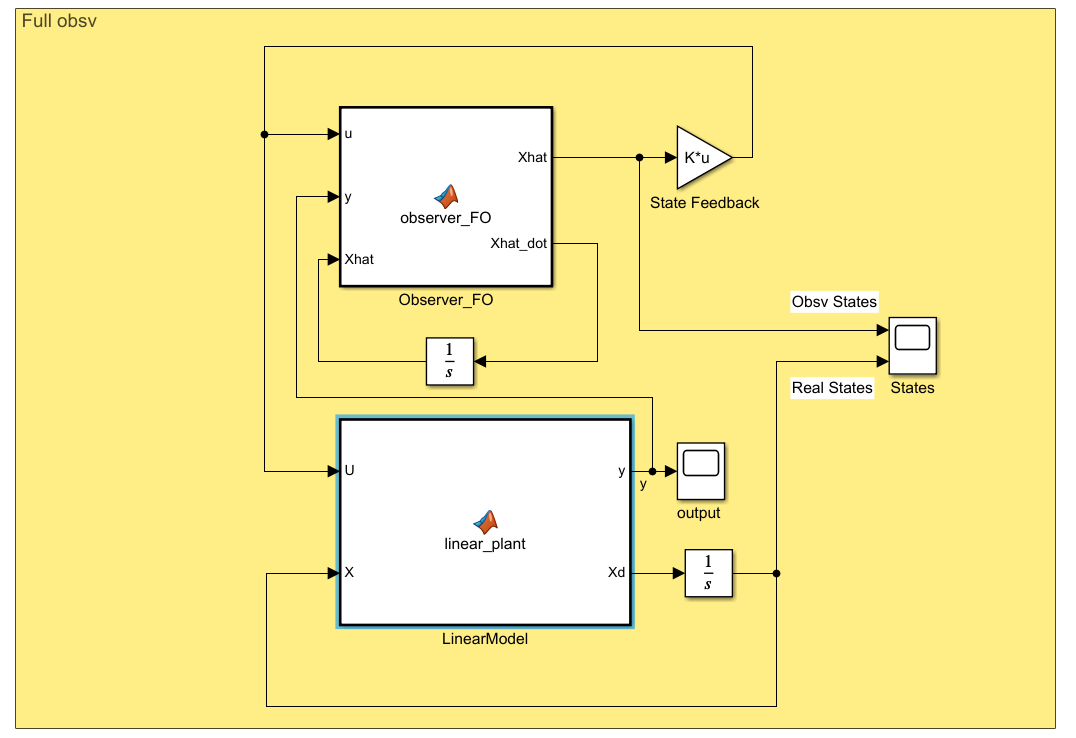 Full obsv
u
Xhat
K*u
y
State Feedback
observer_FO
Xhat_dot
Xhat
Observer_FO
Obsv States
1
s
Real States
States
U
y
y
output
linear_plant
X
Xd
1
s
LinearModel